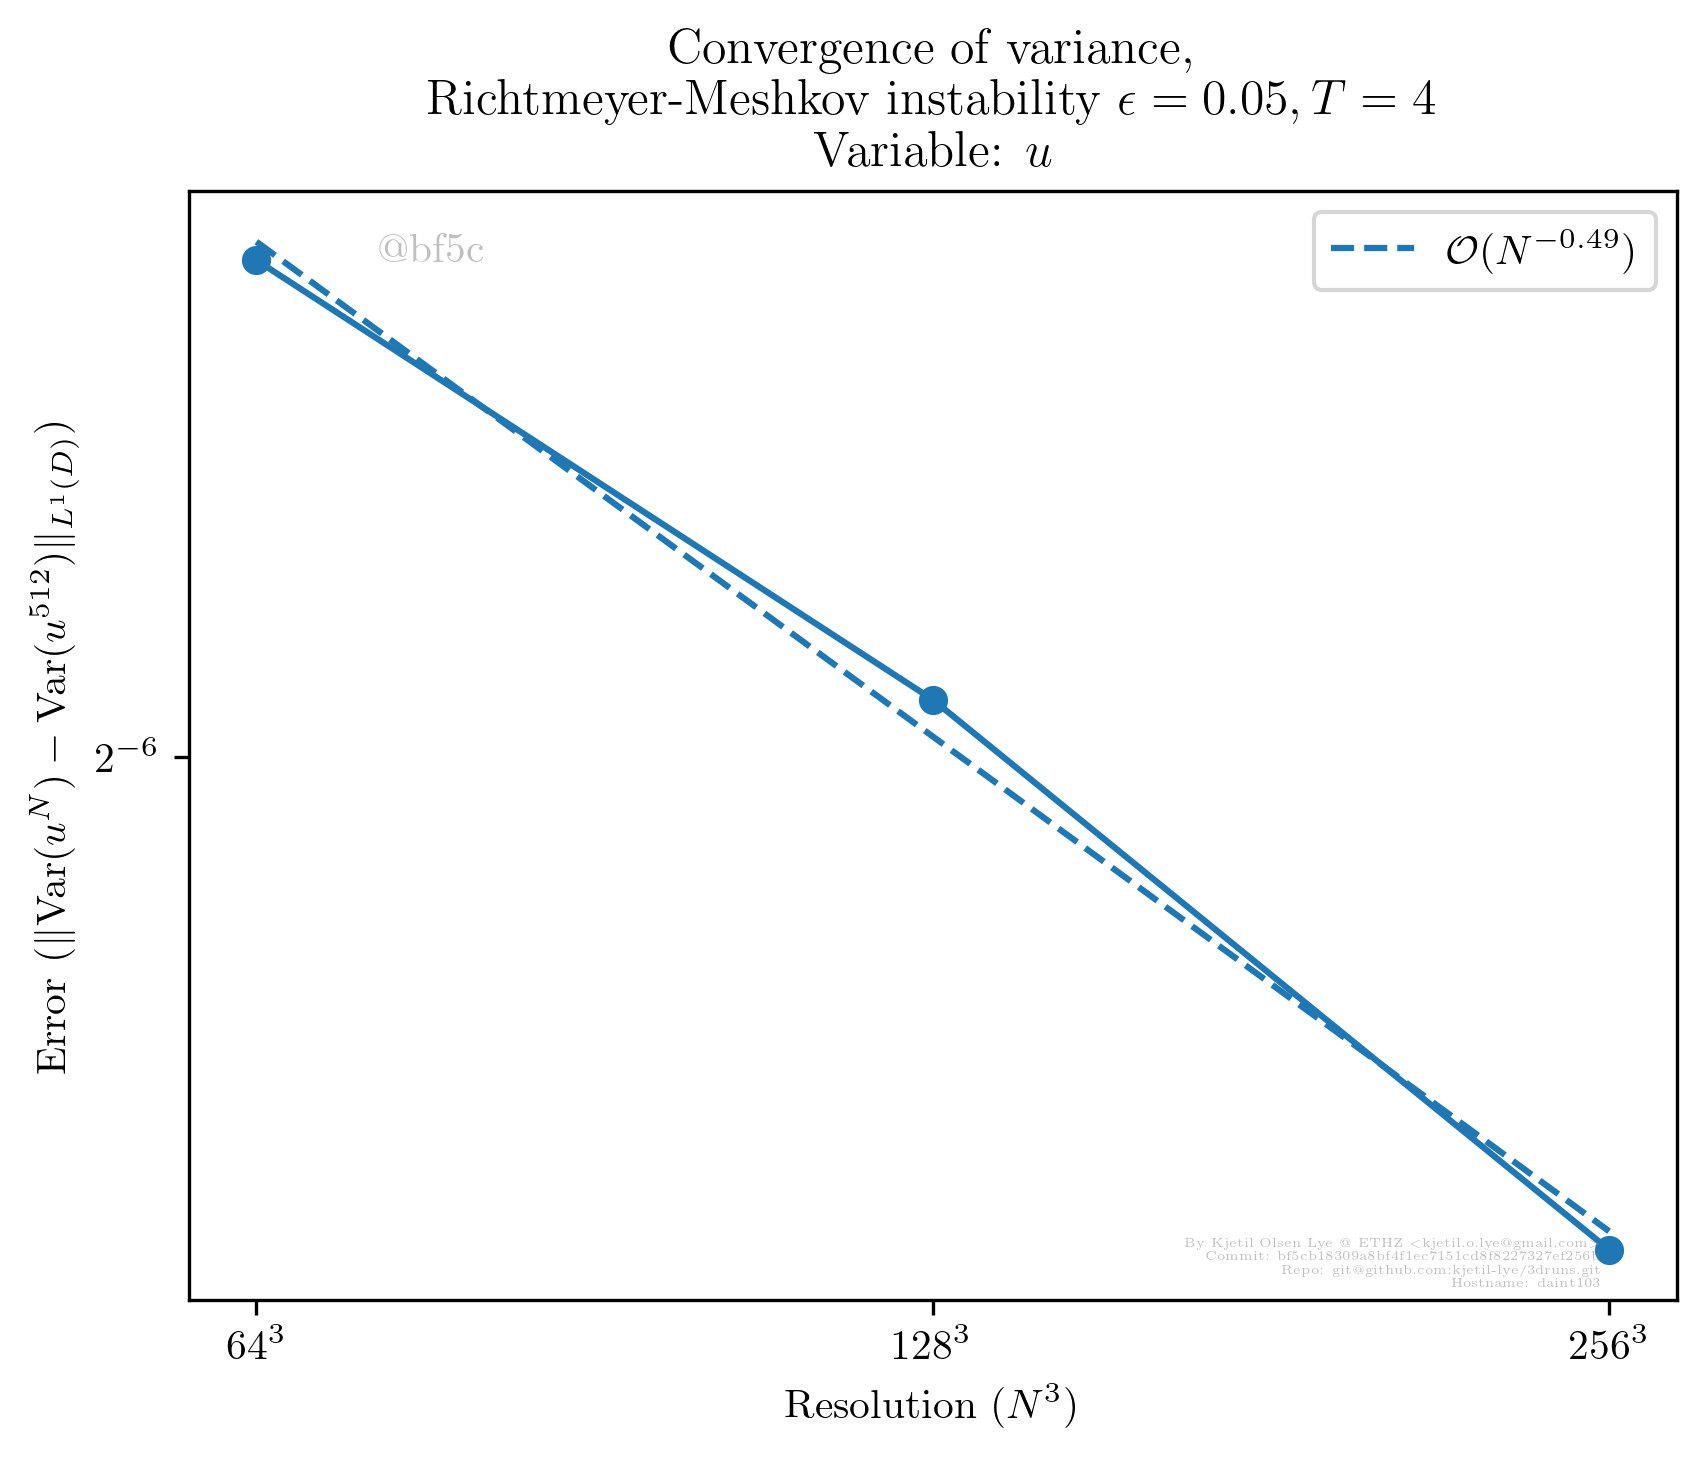 Convergence of variance,
Richtmeyer-Meshkov instability ϵ = 0.05, T = 4
Variable: u
@bf5c
O(N^{-0.49})
Error (‖Var(u^N) − Var(u^{512})‖_{L^1(D)})
2^{-6}
By Kjetil Olsen Lye @ ETHZ <kjetil.o.lye@gmail.com>
Commit:
Repo: git@github.com:kjetil-lye/3druns.git
Hostname: daint103
64^3 128^3 256^3
Resolution (N^3)